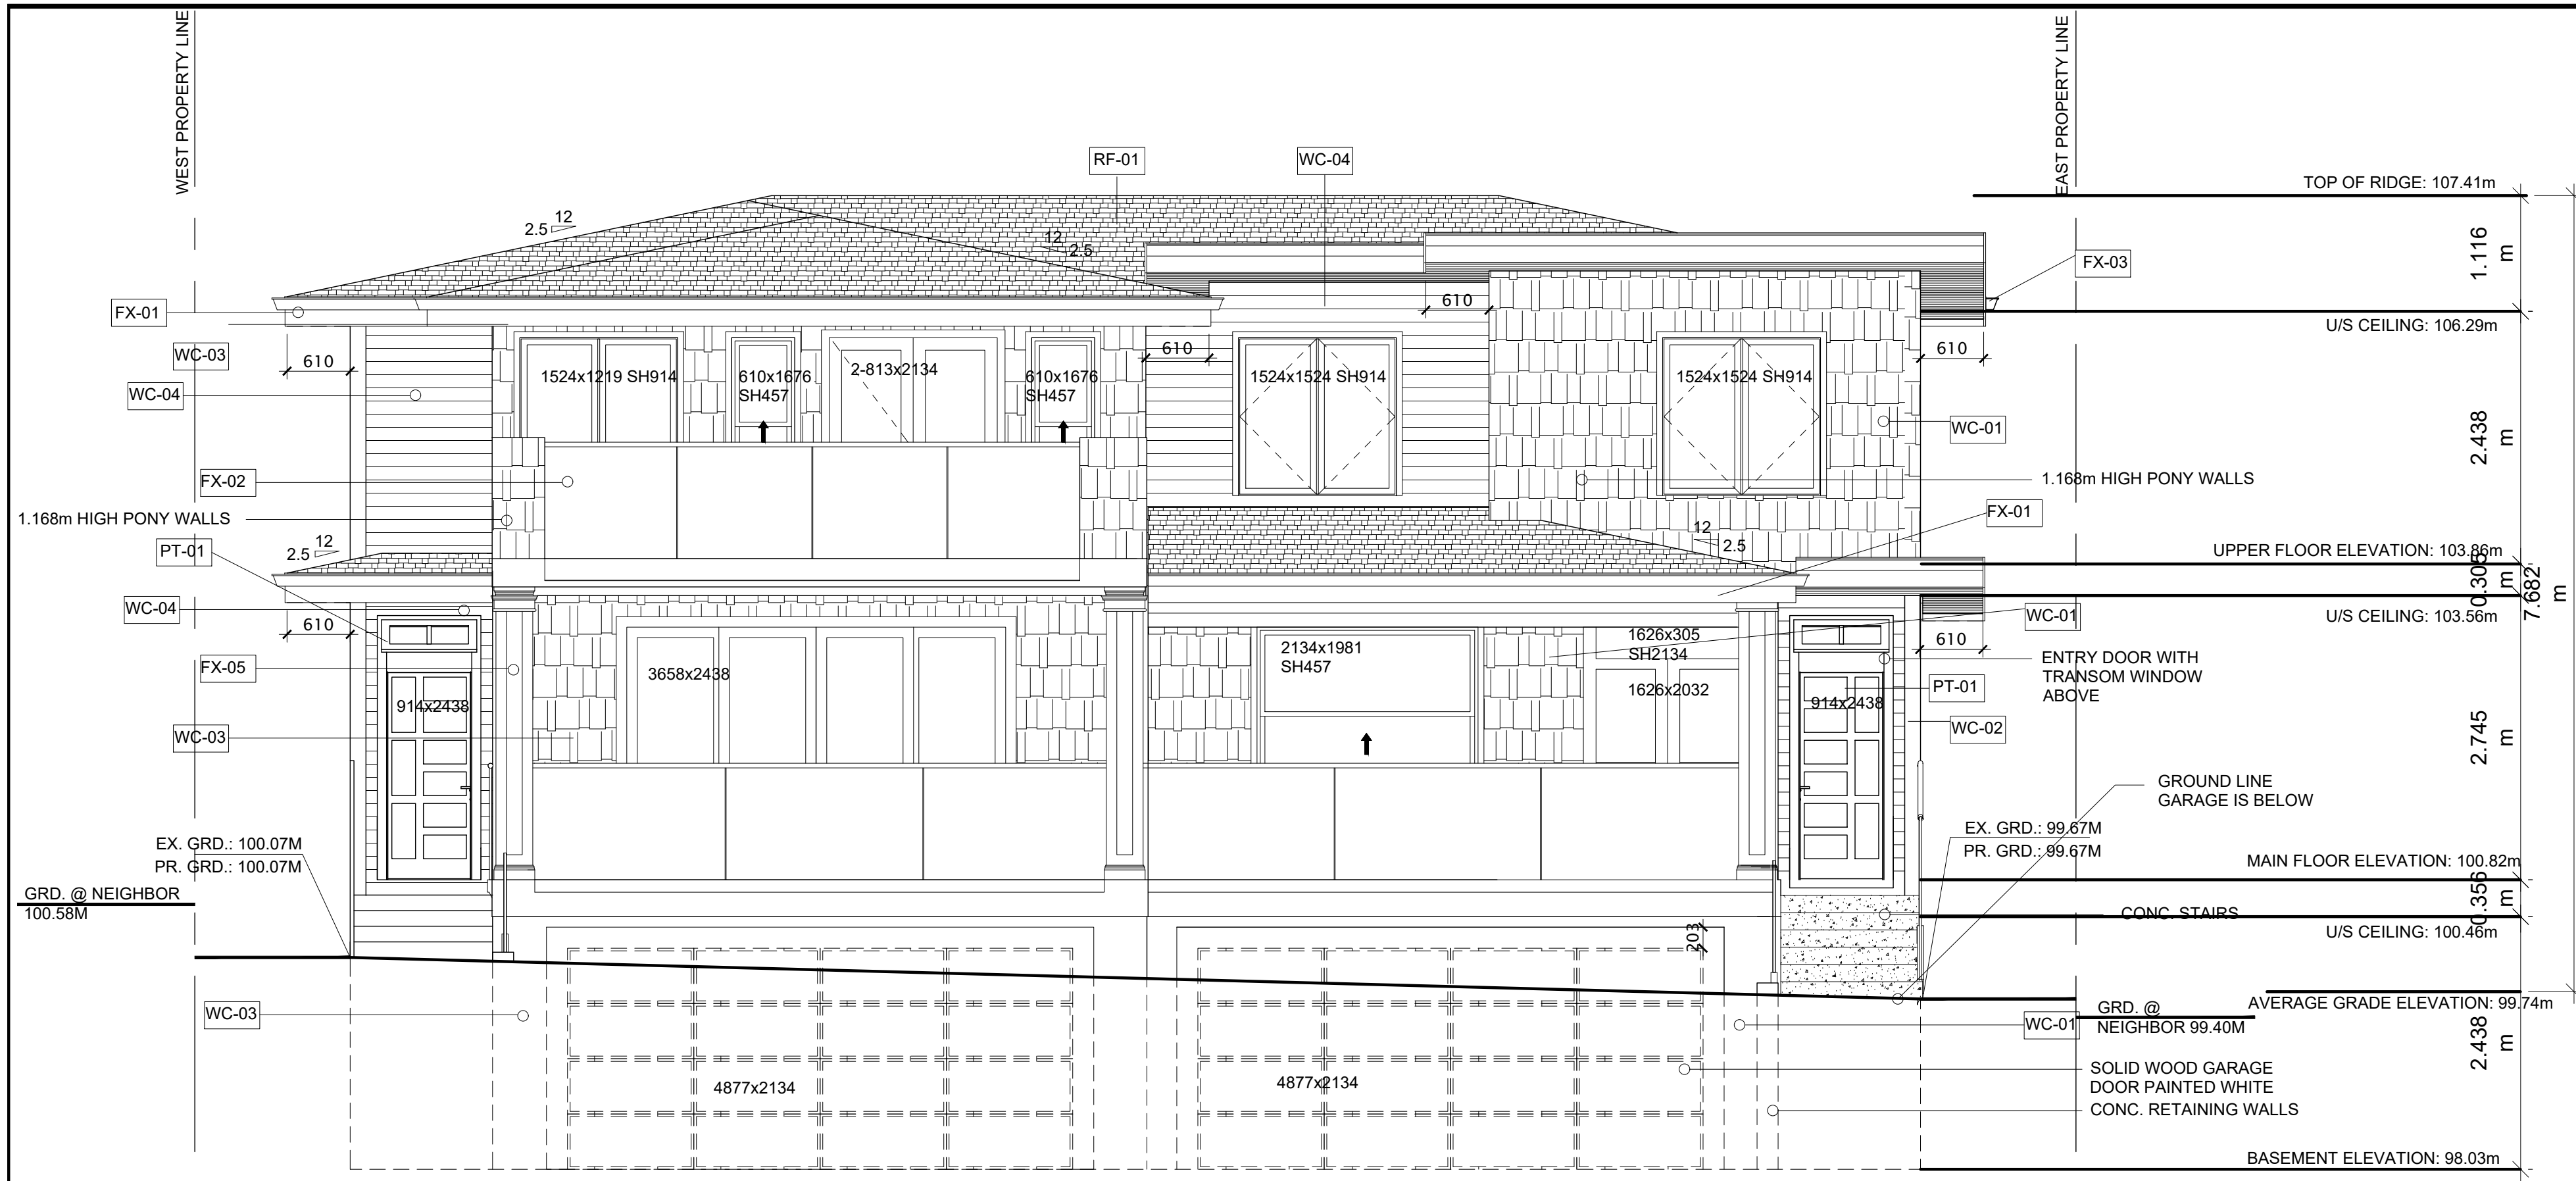 WEST PROPERTY LINE
EAST PROPERTY LINE
RF-01
WC-04
TOP OF RIDGE: 107.41m
12
2.5
12
2.5
1.116
m
FX-03
FX-01
610
U/S CEILING: 106.29m
WC-03
610
610
610
WC-04
1524x1219 SH914
610x1676
SH457
2-813x2134
610x1676
SH457
1524x1524 SH914
1524x1524 SH914
WC-01
2.438
m
FX-02
1.168m HIGH PONY WALLS
1.168m HIGH PONY WALLS
FX-01
PT-01
12
2.5
12
2.5
UPPER FLOOR ELEVATION: 103.86m
0.305
m
7.682
m
WC-04
610
WC-01
U/S CEILING: 103.56m
610
FX-05
3658x2438
2134x1981
SH457
1626x305
SH2134
1626x2032
ENTRY DOOR WITH
TRANSOM WINDOW
ABOVE
PT-01
914x2438
914x2438
WC-02
WC-03
2.745
m
GROUND LINE
GARAGE IS BELOW
EX. GRD.: 100.07M
PR. GRD.: 100.07M
EX. GRD.: 99.67M
PR. GRD.: 99.67M
MAIN FLOOR ELEVATION: 100.82m
GRD. @ NEIGHBOR
100.58M
0.356
m
CONC. STAIRS
203
U/S CEILING: 100.46m
WC-03
AVERAGE GRADE ELEVATION: 99.74m
GRD. @
NEIGHBOR 99.40M
WC-01
2.438
m
4877x2134
4877x2134
SOLID WOOD GARAGE
DOOR PAINTED WHITE
CONC. RETAINING WALLS
BASEMENT ELEVATION: 98.03m